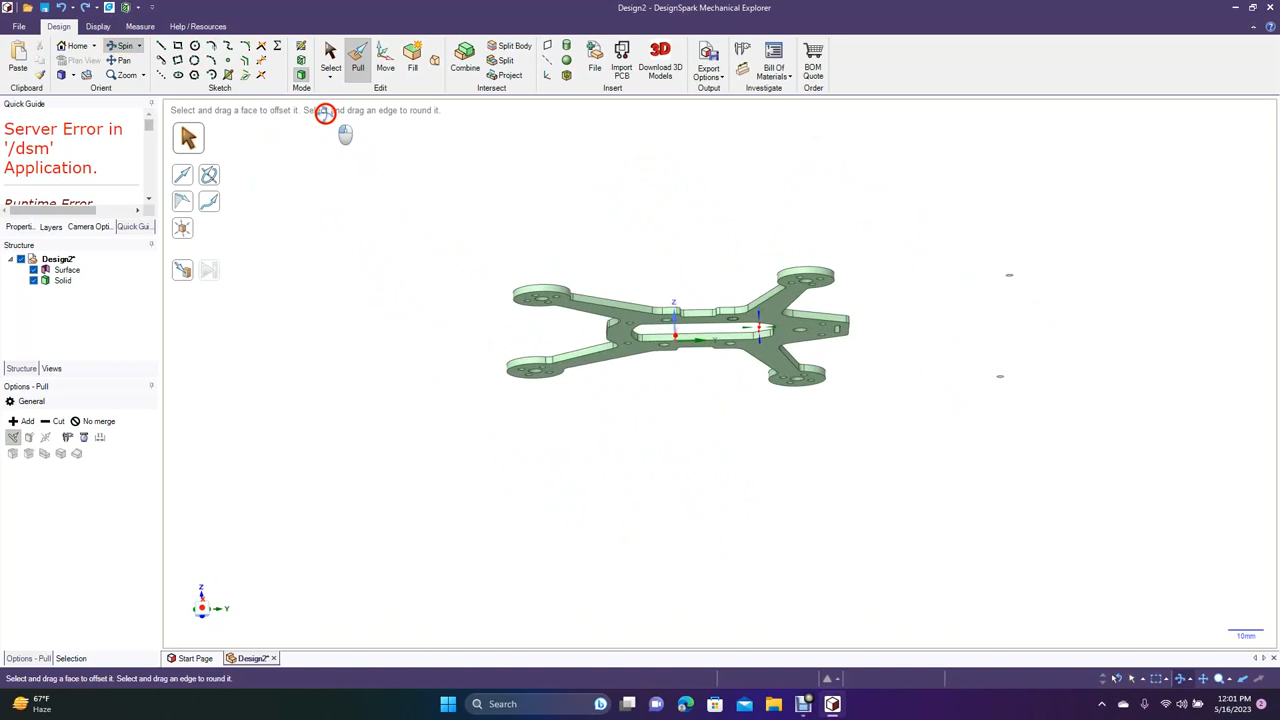 Design2 - DesignSpark Mechanical Explorer
File Design Display Measure Help / Resources
Paste
Home
Spin
Plan View
Pan
Zoom
Select
Pull
Move
Fill
Combine
Split Body
Split
Project
File
Import PCB
Download 3D Models
3D
Export Options
Bill Of Materials
BOM Quote
Clipboard Orient Sketch Mode Edit Intersect Insert Investigate Order
Quick Guide
Server Error in
'/dsm'
Application.
Runtime Error
Properti... Layers Camera Opti... Quick Gui...
Structure
Design2*
Surface
Solid
Structure Views
Options - Pull
General
Add Cut No merge
Options - Pull Selection
Select and drag a face to offset it. Select and drag an edge to round it.
Z
Z
X
Y
10mm
Start Page Design2*
Select and drag a face to offset it. Select and drag an edge to round it.
67°F
Haze
Search
12:01 PM
5/16/2023